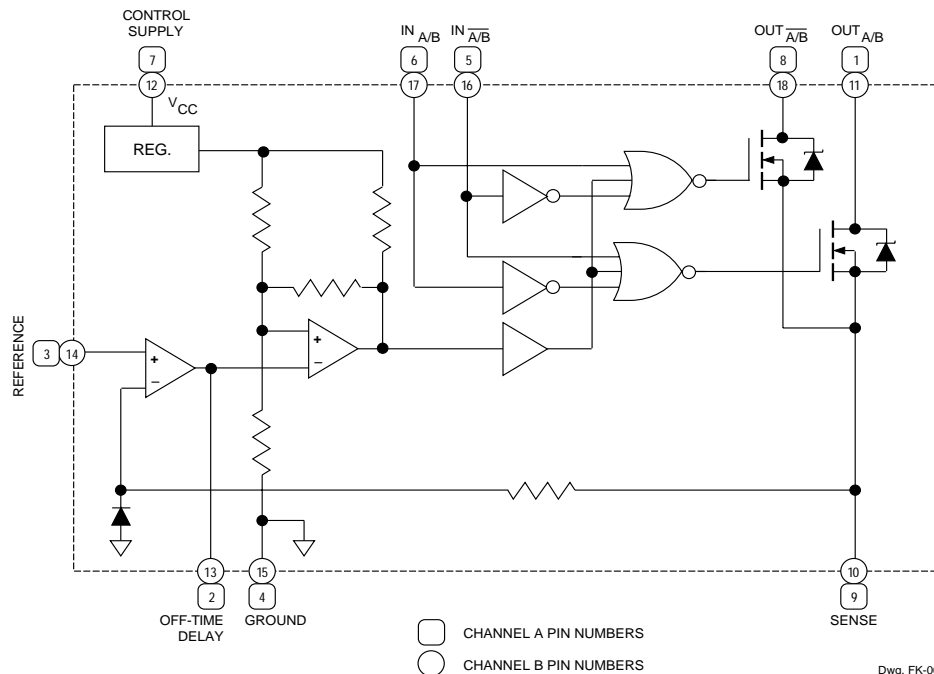 CONTROL
SUPPLY
IN A/B
IN A/B
OUT A/B
OUT A/B
7
6
5
8
1
12
17
16
18
11
VCC
REG.
REFERENCE
3
14
+
−
+
−
13
15
10
2
4
9
OFF-TIME
DELAY
GROUND
SENSE
CHANNEL A PIN NUMBERS
CHANNEL B PIN NUMBERS